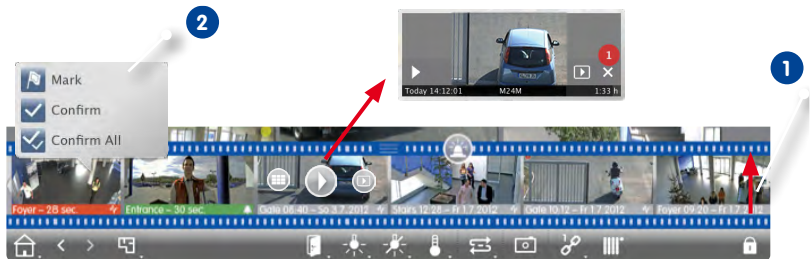 2
Mark
Confirm
Confirm All
1
Today 14:12:01 M24M 1:33 h
1
Foyer – 28 sec.
Entrance – 30 sec.
Gate 08:40 – So 3.7.2012
Stairs 12:28 – Fr 1.7.2012
Gate 10:12 – Fr 1.7.2012
Foyer 09:20 – Fr 1.7.2012
1